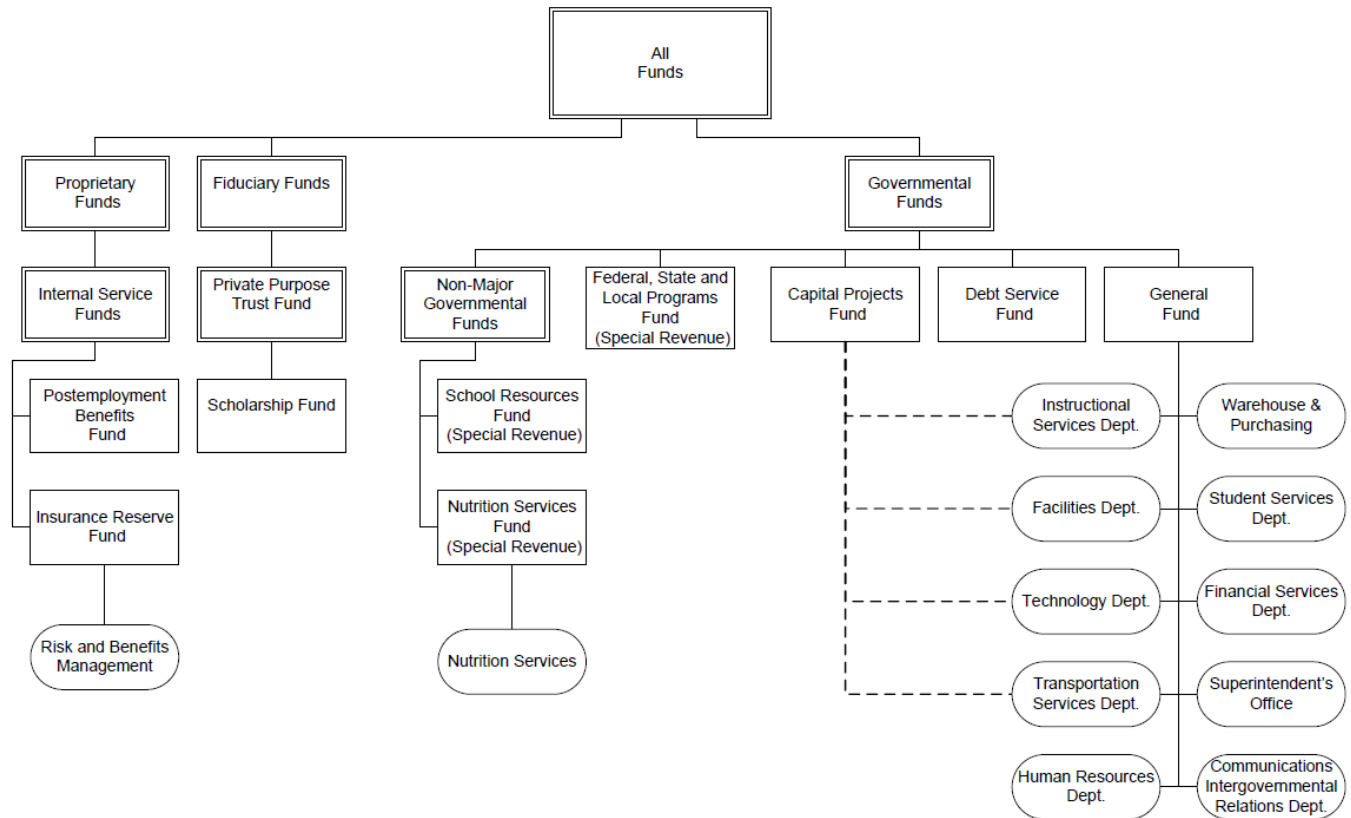 All
Funds
Proprietary
Funds
Fiduciary Funds
Governmental
Funds
Internal Service
Funds
Private Purpose
Trust Fund
Non-Major
Governmental
Funds
Federal, State and
Local Programs
Fund
(Special Revenue)
Capital Projects
Fund
Debt Service
Fund
General
Fund
Postemployment
Benefits
Fund
Scholarship Fund
School Resources
Fund
(Special Revenue)
Instructional
Services Dept.
Warehouse &
Purchasing
Insurance Reserve
Fund
Nutrition Services
Fund
(Special Revenue)
Facilities Dept.
Student Services
Dept.
Technology Dept.
Financial Services
Dept.
Risk and Benefits
Management
Nutrition Services
Transportation
Services Dept.
Superintendent's
Office
Human Resources
Dept.
Communications
Intergovernmental
Relations Dept.